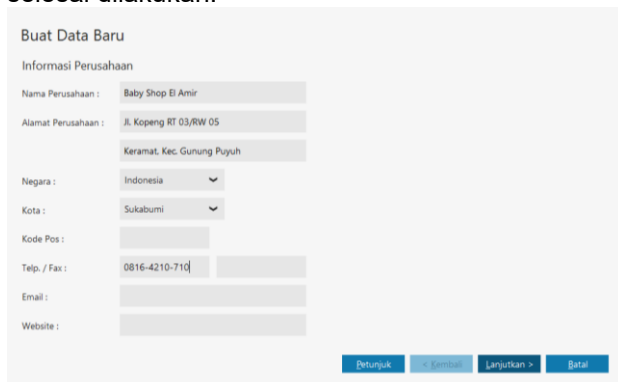 Buat Data Baru
Informasi Perusahaan
Nama Perusahaan : Baby Shop El Amir
Alamat Perusahaan : Jl. Kopeng RT 03/RW 05
Keramat. Kec. Gunung Puyuh
Negara : Indonesia
Kota : Sukabumi
Kode Pos :
Telp. / Fax : 0816-4210-710
Email :
Website :
Petunjuk < Kembali Lanjutkan > Batal